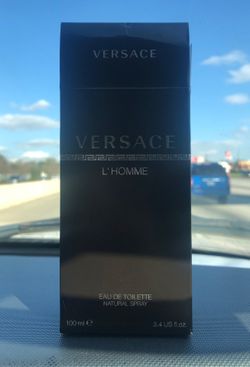 VERSACE
VERSACE
L'HOMME
EAU DE TOILETTE
NATURAL SPRAY
100 ml ℮ 3.4 US fl.oz.